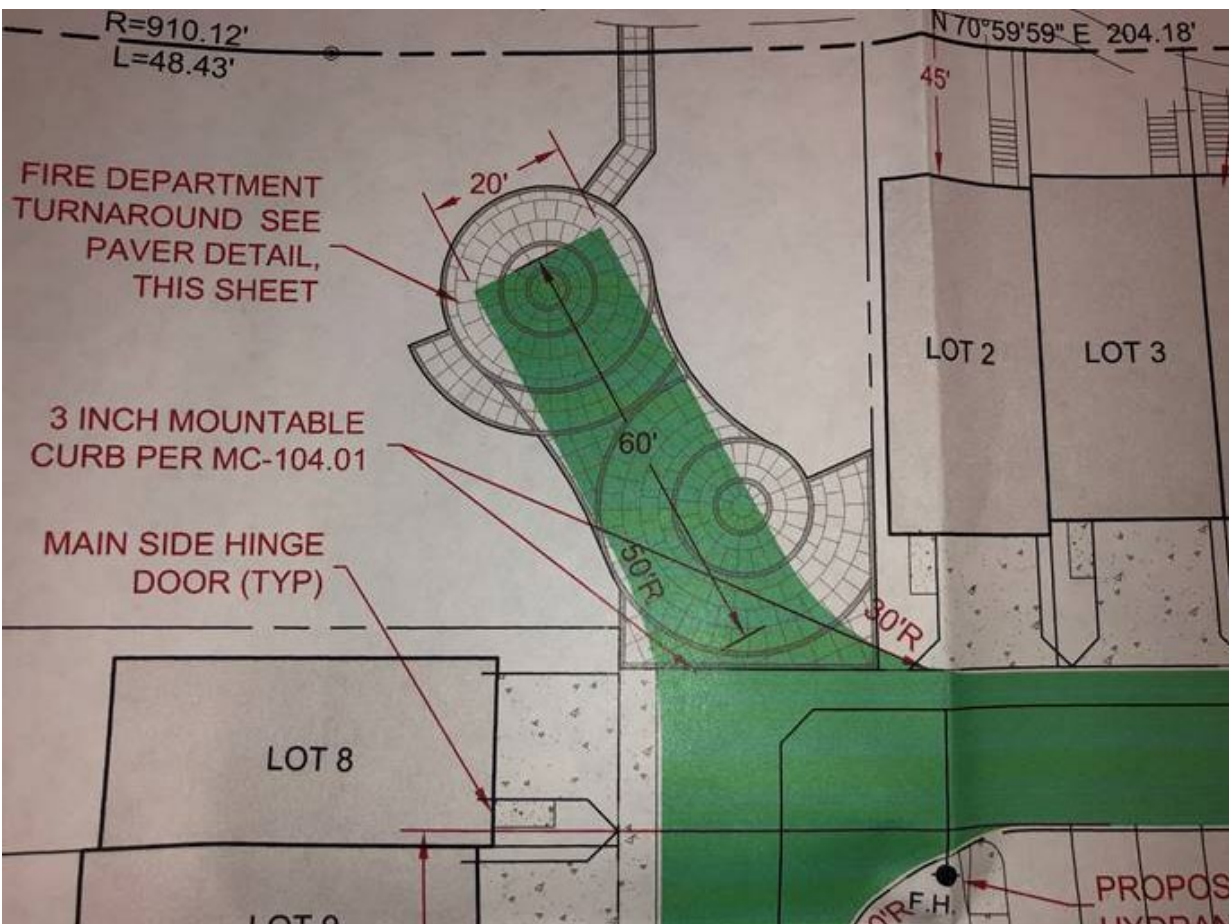 R=910.12'
L=48.43'
N 70°59'59" E 204.18'
45'
FIRE DEPARTMENT
TURNAROUND SEE
PAVER DETAIL,
THIS SHEET
20'
LOT 2
LOT 3
3 INCH MOUNTABLE
CURB PER MC-104.01
60'
MAIN SIDE HINGE
DOOR (TYP)
50'R
30'R
LOT 8
F.H.
PROPOS
LOT 9